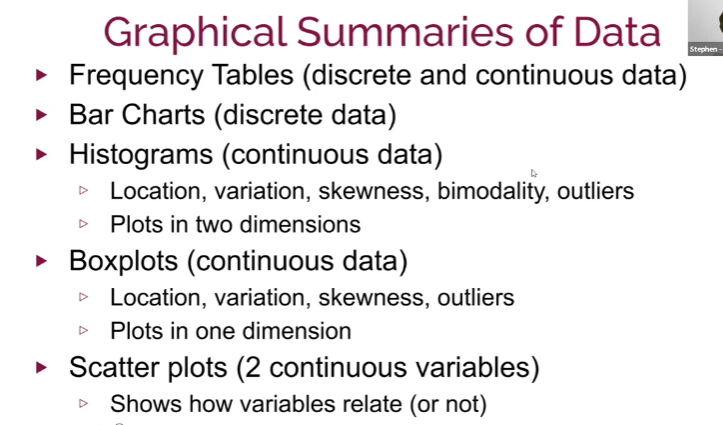 Graphical Summaries of Data
Stephen -
Frequency Tables (discrete and continuous data)
Bar Charts (discrete data)
Histograms (continuous data)
Location, variation, skewness, bimodality, outliers
Plots in two dimensions
Boxplots (continuous data)
Location, variation, skewness, outliers
Plots in one dimension
Scatter plots (2 continuous variables)
Shows how variables relate (or not)